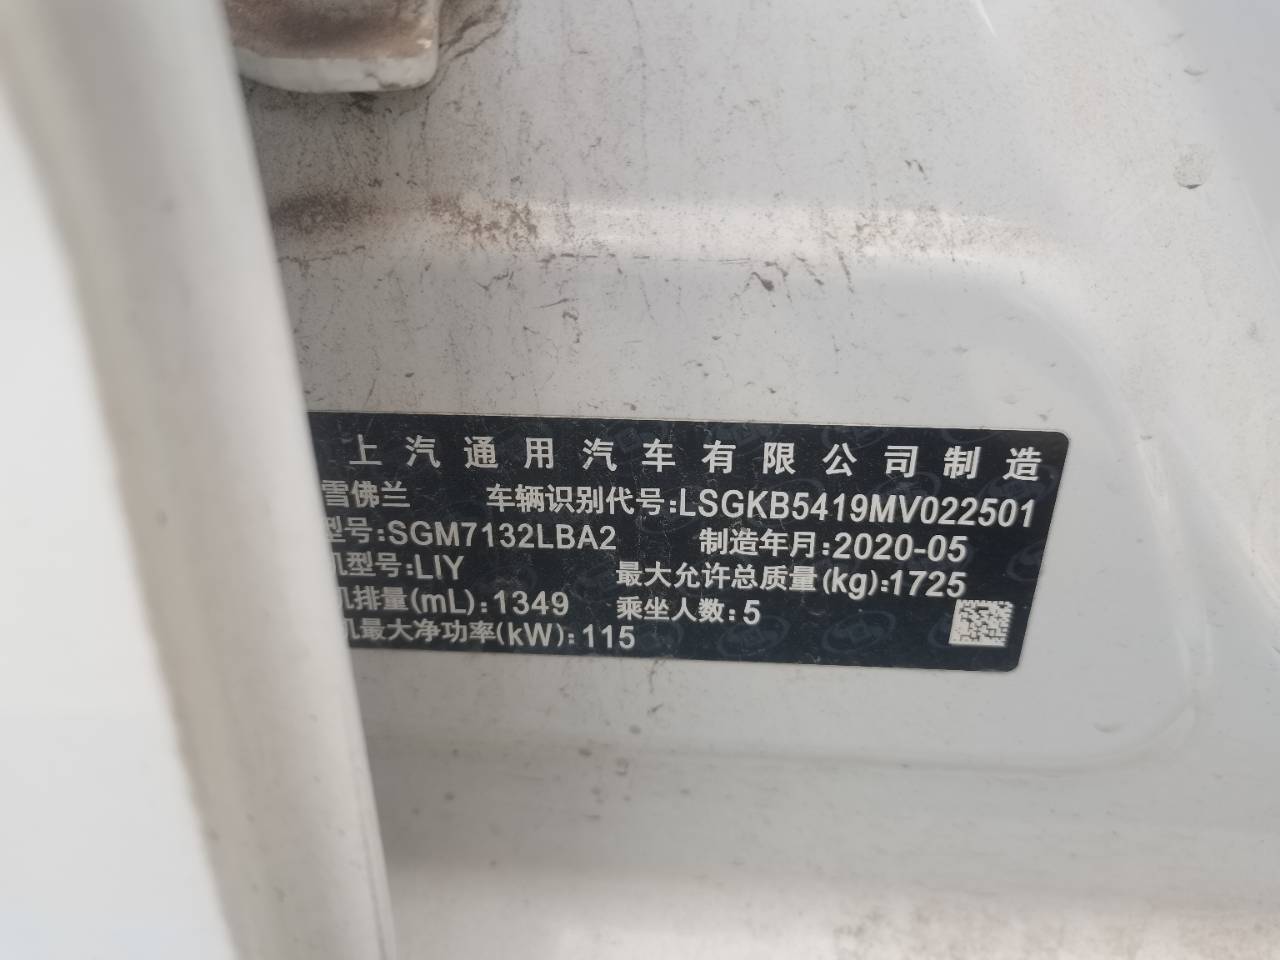 上汽通用汽车有限公司制造
雪佛兰 车辆识别代号:LSGKB5419MV022501
型号:SGM7132LBA2 制造年月:2020-05
机型号:LIY 最大允许总质量(kg):1725
机排量(mL):1349 乘坐人数:5
机最大净功率(kW):115